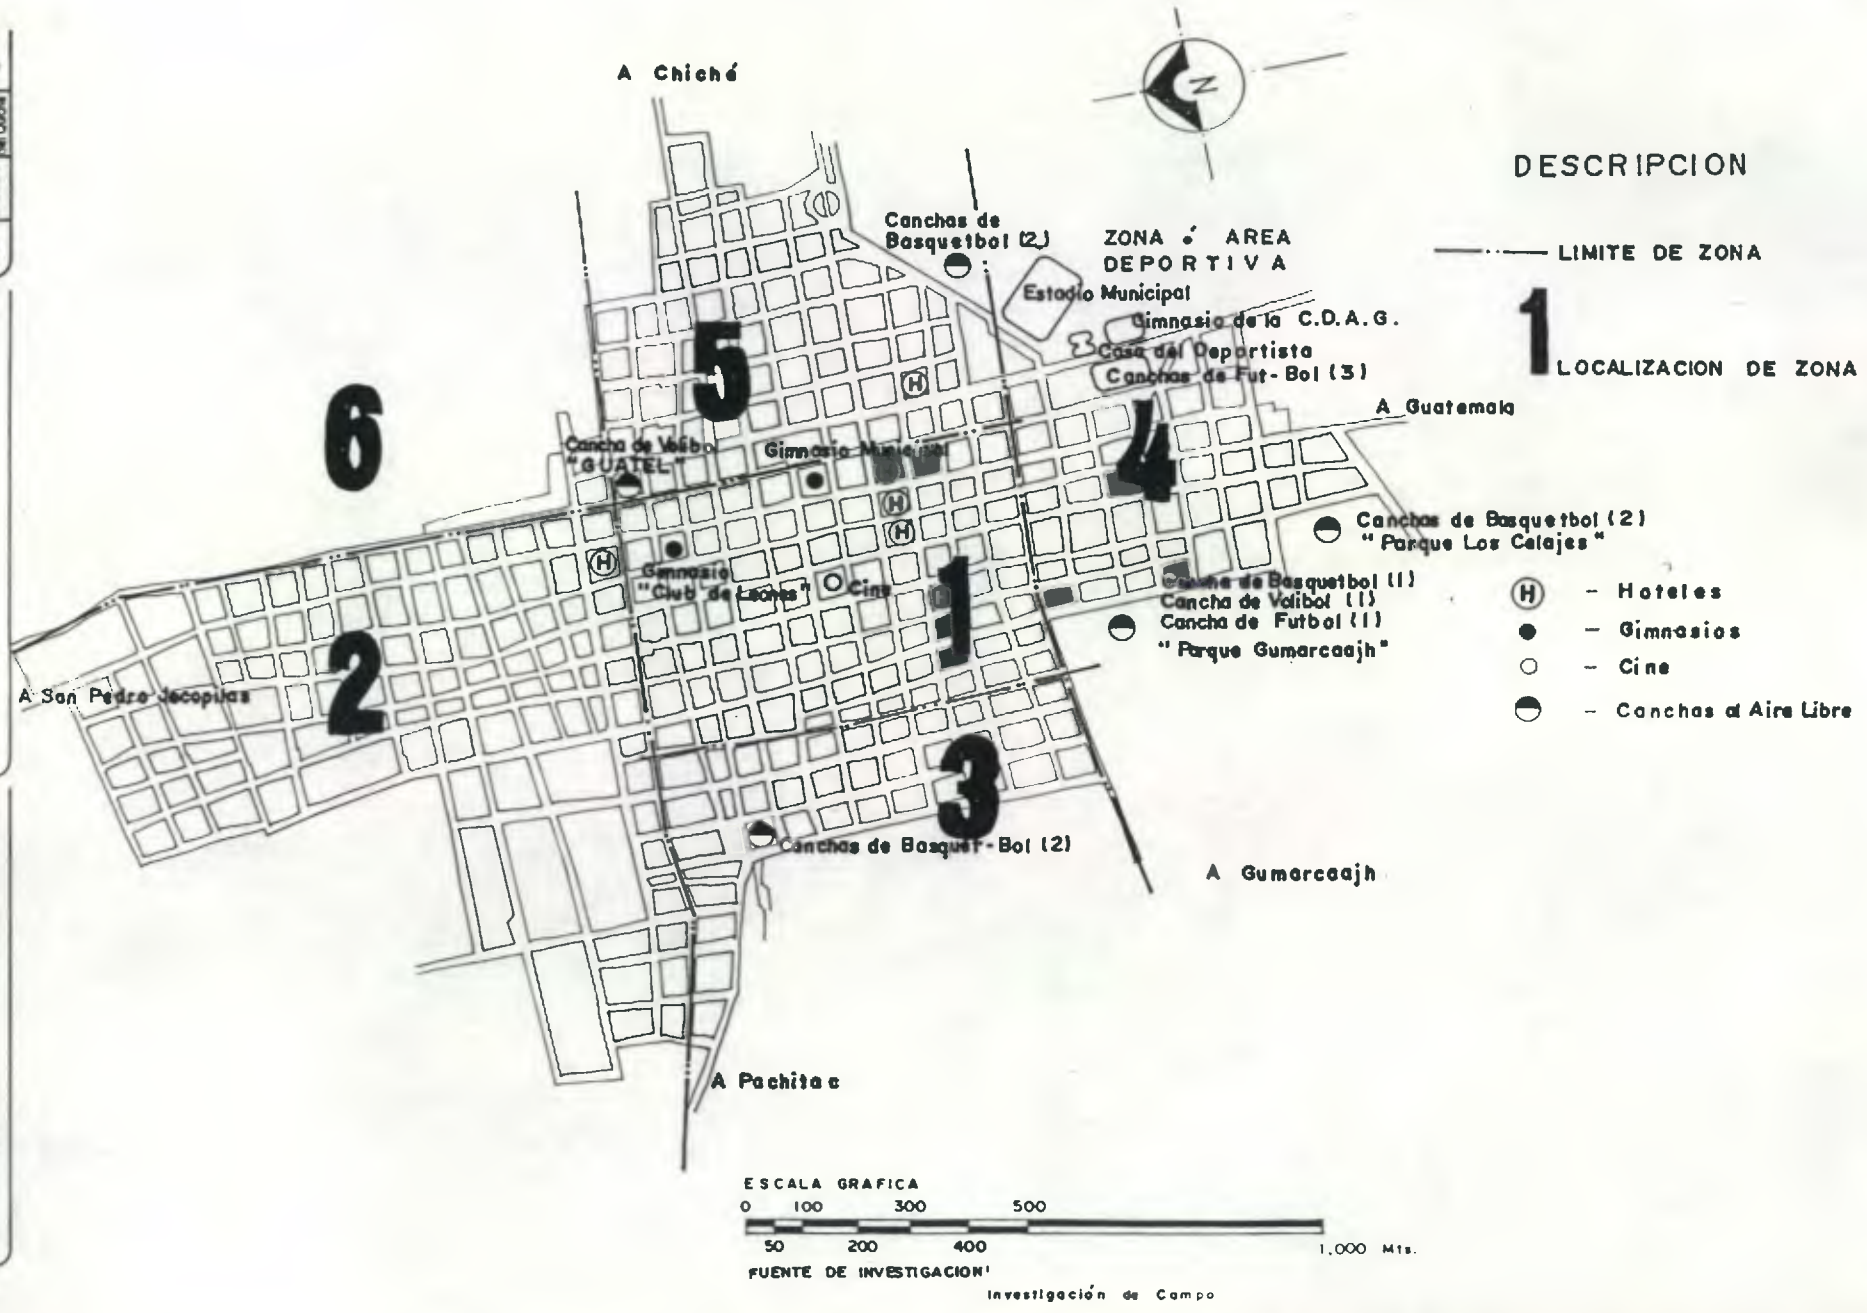 A Chiché
N
DESCRIPCION
LIMITE DE ZONA
1
LOCALIZACION DE ZONA
Canchas de
Basquetbol (2)
ZONA ó AREA
DEPORTIVA
Estadio Municipal
Gimnasio de la C.D.A.G.
Casa del Deportista
Canchas de Fut-Bol (3)
A Guatemala
5
H
6
Cancha de Volibol
"GUATEL"
Gimnasio Municipal
4
H
H
H
Canchas de Basquetbol (2)
"Parque Los Celajes"
Gimnasio
"Club de Leones"
Cine
1
Cancha de Basquetbol (1)
Cancha de Volibol (1)
Cancha de Futbol (1)
"Parque Gumarcaajh"
H - Hoteles
- Gimnasios
- Cine
- Canchas al Aire Libre
2
A San Pedro Jocopilas
3
Canchas de Basquet-Bol (2)
A Gumarcaajh
A Pachitac
ESCALA GRAFICA
0 100 300 500
50 200 400 1,000 Mts.
FUENTE DE INVESTIGACION:
Investigación de Campo